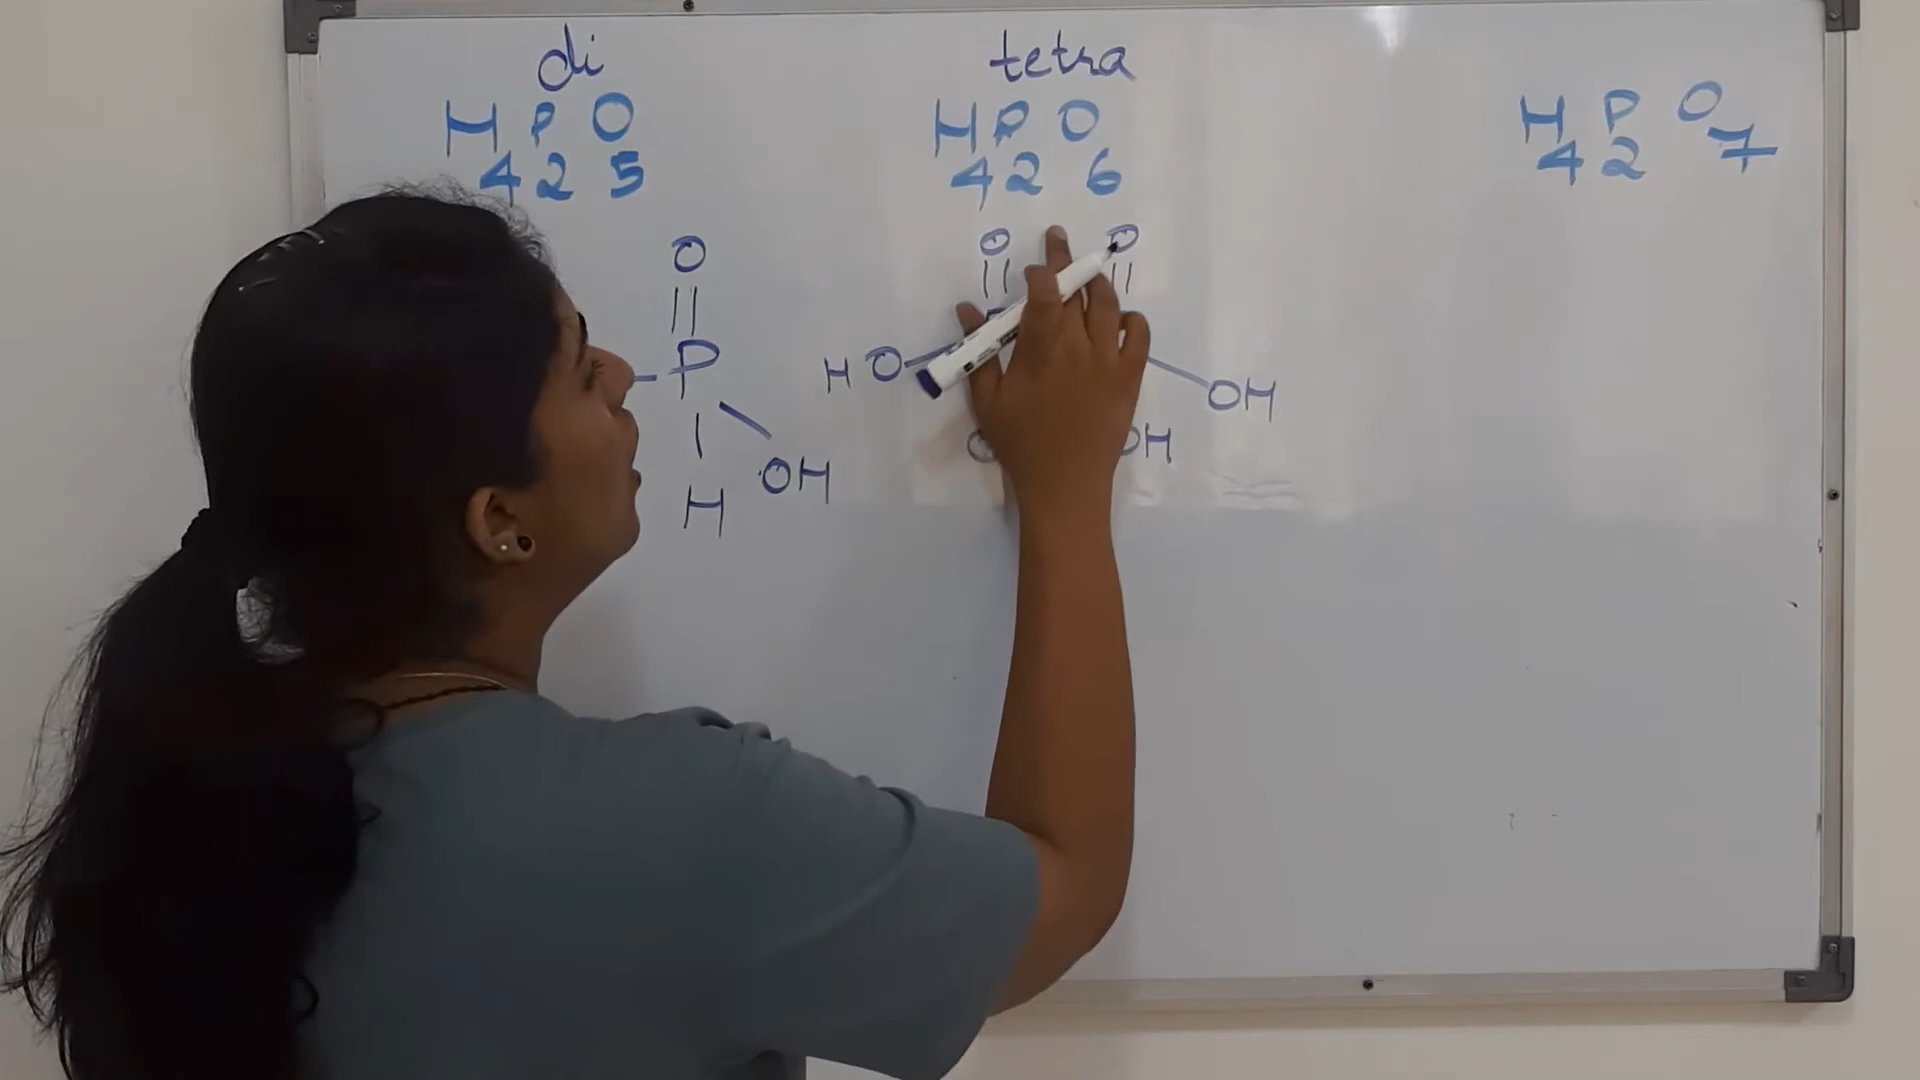 di tetra
H P O H P O H P O
4 2 5 4 2 6 4 2 7
O O O
P
H O OH
OH
OH
H